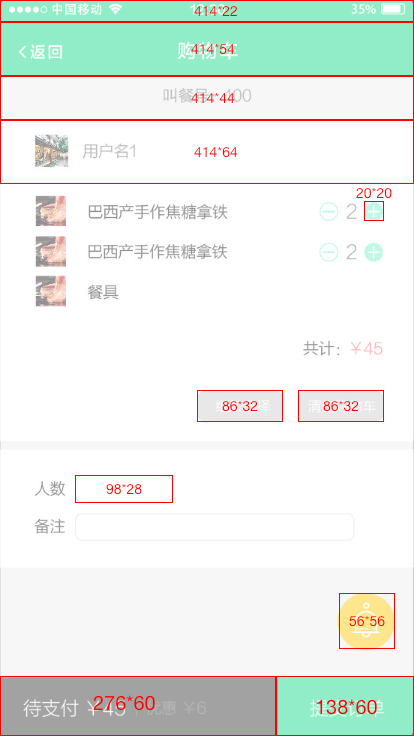 中国移动 414*22 35%
返回 购物车 414*54
叫餐号 100 414*44
用户名1 414*64
20*20
巴西产手作焦糖拿铁 2
巴西产手作焦糖拿铁 2
餐具
共计：￥45
86*32 86*32
人数 98*28
备注
56*56
待支付 ￥45 276*60 优惠 ￥6 138*60